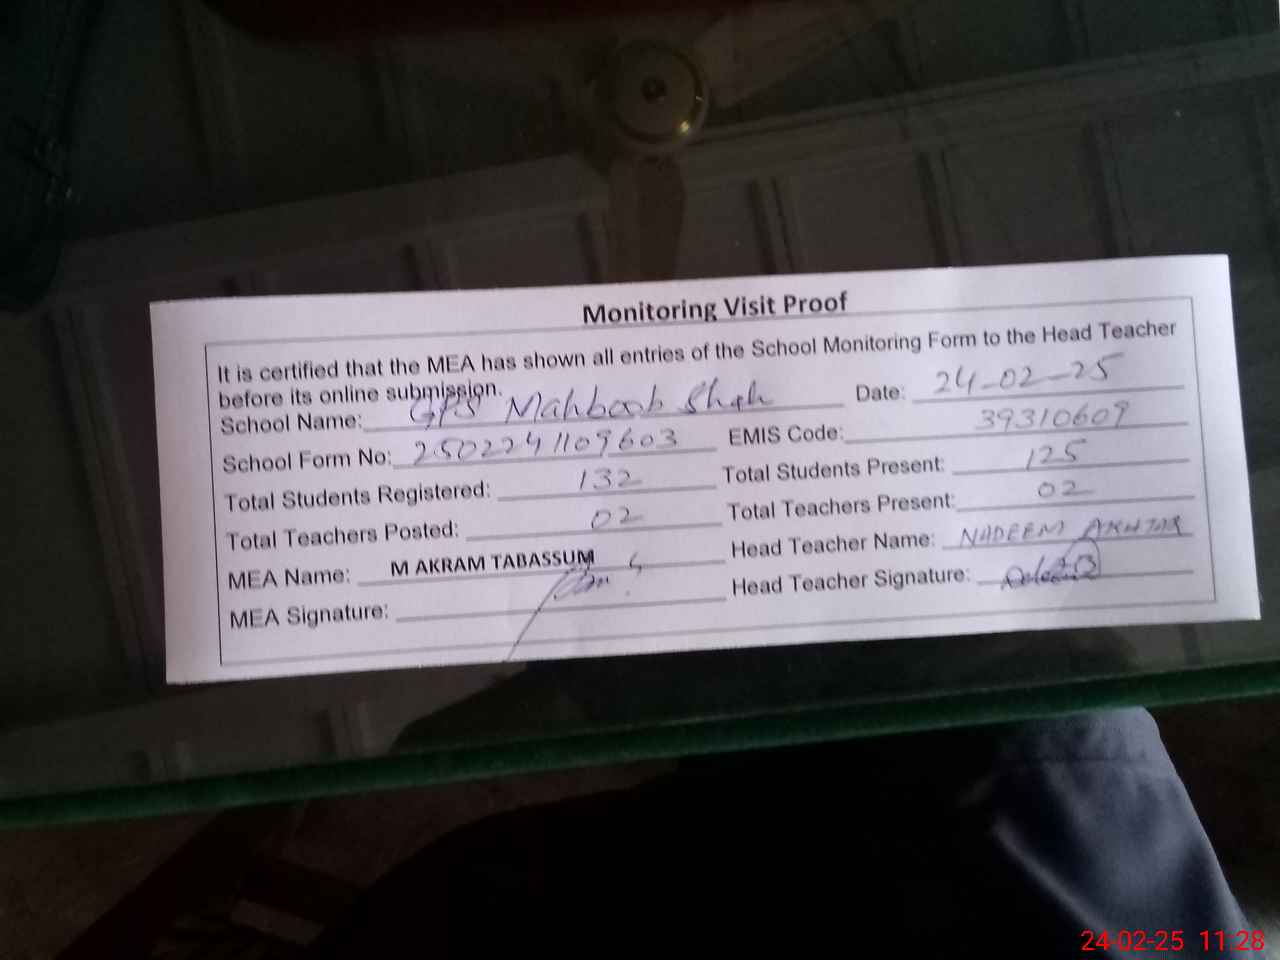 Monitoring Visit Proof
It is certified that the MEA has shown all entries of the School Monitoring Form to the Head Teacher
before its online submission.
School Name: GPS Mahboob Shah Date: 24-02-25
School Form No: 2502241109603 EMIS Code: 39310609
Total Students Registered: 132 Total Students Present: 125
Total Teachers Posted: 02 Total Teachers Present: 02
MEA Name: M AKRAM TABASSUM Head Teacher Name: NADEEM AKHTAR
MEA Signature: Head Teacher Signature:
24-02-25 11:28